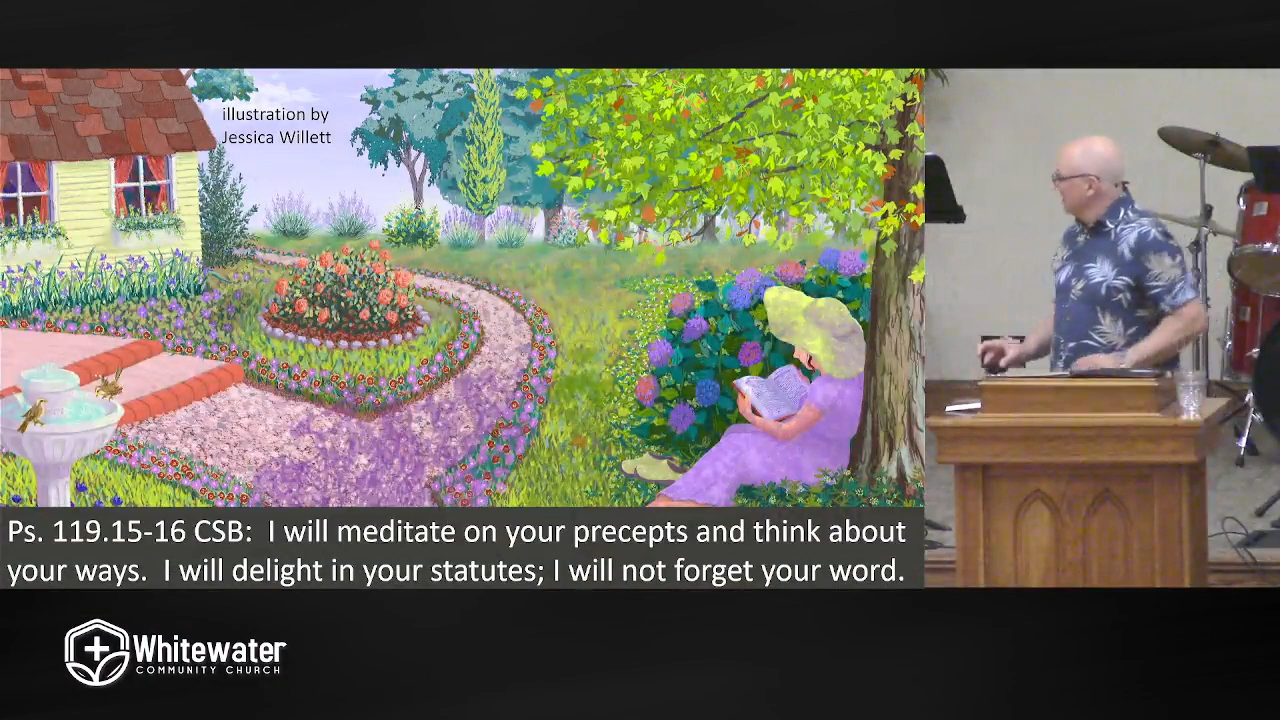 illustration by
Jessica Willett
Ps. 119.15-16 CSB:  I will meditate on your precepts and think about
your ways.  I will delight in your statutes; I will not forget your word.
Whitewater
COMMUNITY CHURCH